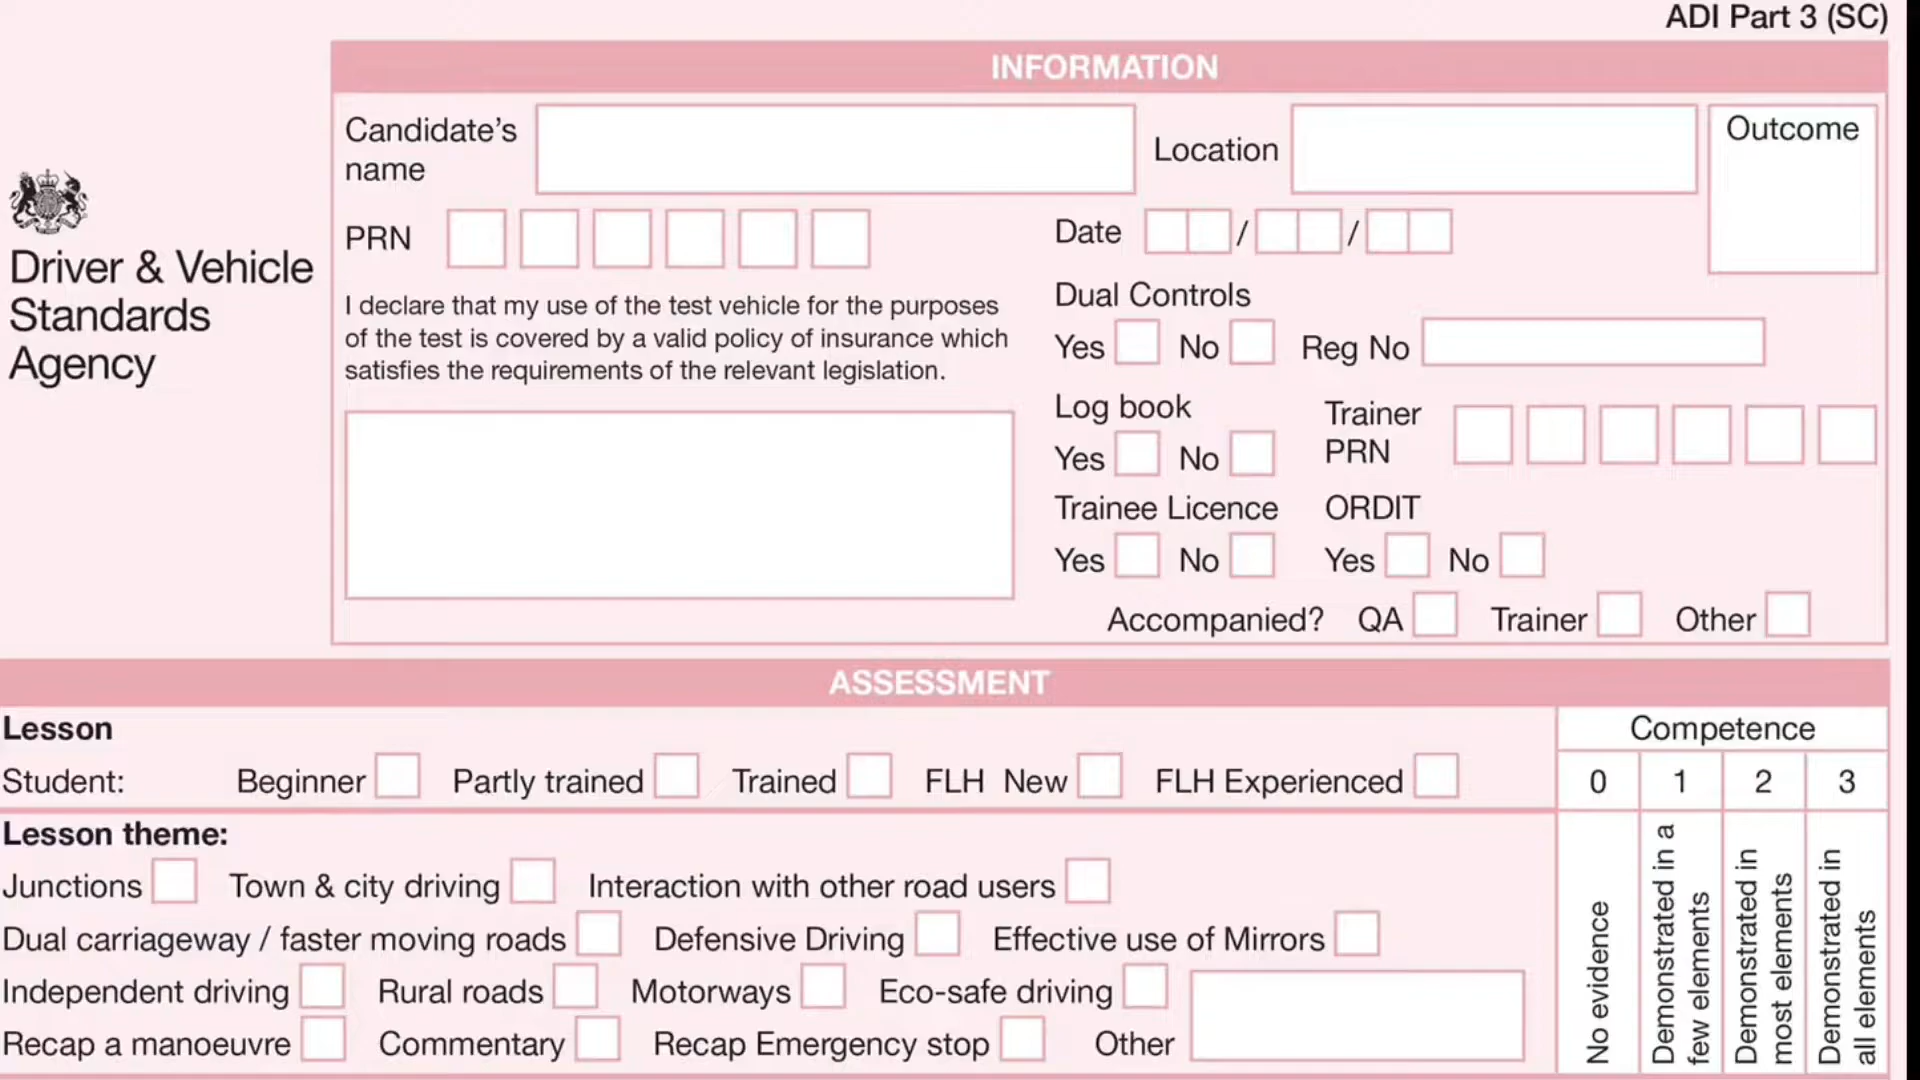 ADI Part 3 (SC)
INFORMATION
Candidate's
name
Location
Outcome
PRN
Date / /
Driver & Vehicle
Standards
Agency
I declare that my use of the test vehicle for the purposes
of the test is covered by a valid policy of insurance which
satisfies the requirements of the relevant legislation.
Dual Controls
Yes No Reg No
Log book
Yes No
Trainer
PRN
Trainee Licence ORDIT
Yes No Yes No
Accompanied? QA Trainer Other
ASSESSMENT
Lesson
Competence
Student: Beginner Partly trained Trained FLH New FLH Experienced
0 1 2 3
Lesson theme:
Junctions Town & city driving Interaction with other road users
Dual carriageway / faster moving roads Defensive Driving Effective use of Mirrors
Independent driving Rural roads Motorways Eco-safe driving
Recap a manoeuvre Commentary Recap Emergency stop Other
No evidence
Demonstrated in a
few elements
Demonstrated in
most elements
Demonstrated in
all elements